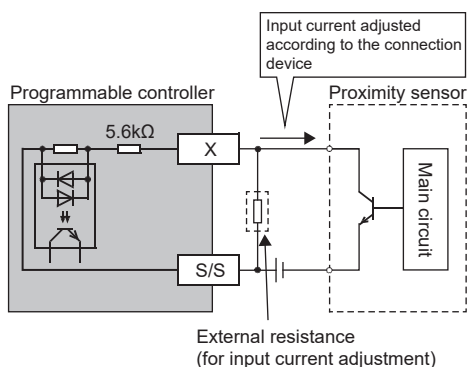 Input current adjusted
according to the connection
device
Programmable controller
Proximity sensor
5.6kΩ
X
Main circuit
S/S
External resistance
(for input current adjustment)